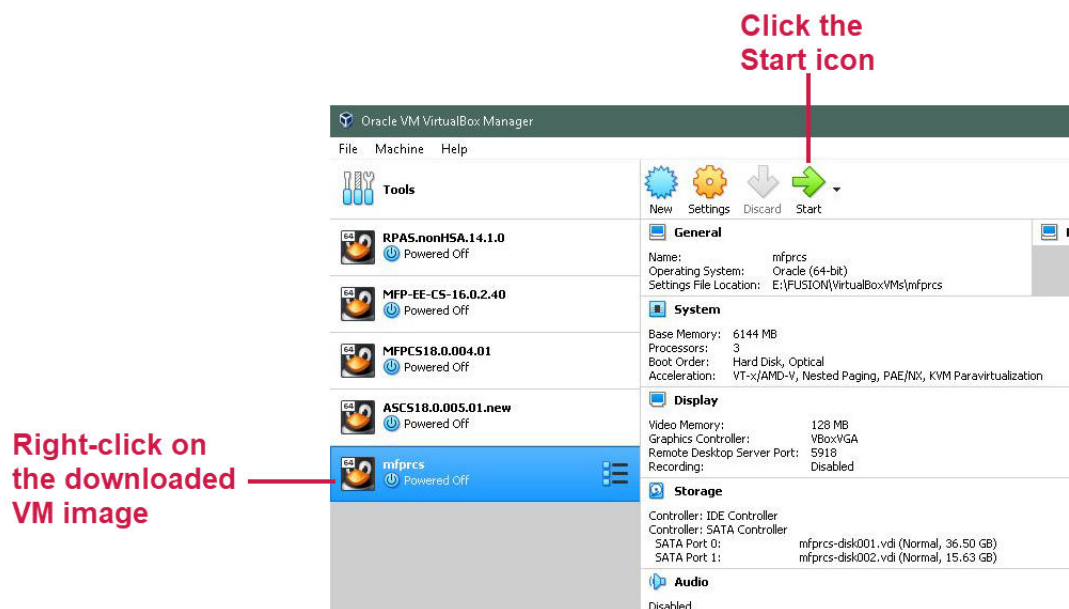 Click the
Start icon
Oracle VM VirtualBox Manager
File Machine Help
Tools
New Settings Discard Start
64 RPAS.nonHSA.14.1.0
Powered Off
64 MFP-EE-CS-16.0.2.40
Powered Off
64 MFPCS18.0.004.01
Powered Off
64 ASCS18.0.005.01.new
Powered Off
64 mfprcs
Powered Off
Right-click on
the downloaded
VM image
General
Name: mfprcs
Operating System: Oracle (64-bit)
Settings File Location: E:\FUSION\VirtualBoxVMs\mfprcs
System
Base Memory: 6144 MB
Processors: 3
Boot Order: Hard Disk, Optical
Acceleration: VT-x/AMD-V, Nested Paging, PAE/NX, KVM Paravirtualization
Display
Video Memory: 128 MB
Graphics Controller: VBoxVGA
Remote Desktop Server Port: 5918
Recording: Disabled
Storage
Controller: IDE Controller
Controller: SATA Controller
SATA Port 0: mfprcs-disk001.vdi (Normal, 36.50 GB)
SATA Port 1: mfprcs-disk002.vdi (Normal, 15.63 GB)
Audio
Disabled